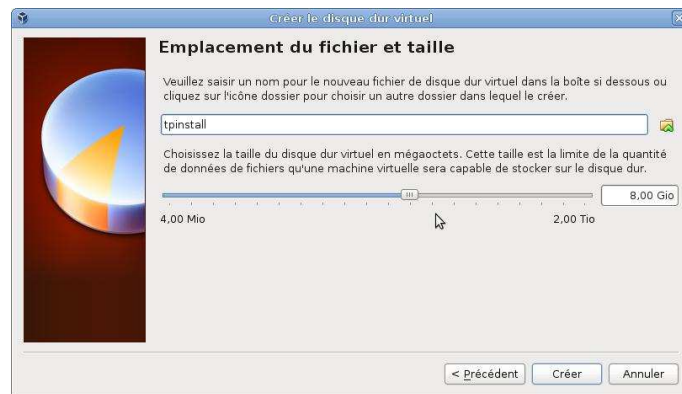 Créer le disque dur virtuel
Emplacement du fichier et taille
Veuillez saisir un nom pour le nouveau fichier de disque dur virtuel dans la boîte si dessous ou
cliquez sur l'icône dossier pour choisir un autre dossier dans lequel le créer.
tpinstall
Choisissez la taille du disque dur virtuel en mégaoctets. Cette taille est la limite de la quantité
de données de fichiers qu'une machine virtuelle sera capable de stocker sur le disque dur.
8,00 Gio
4,00 Mio 2,00 Tio
< Précédent Créer Annuler